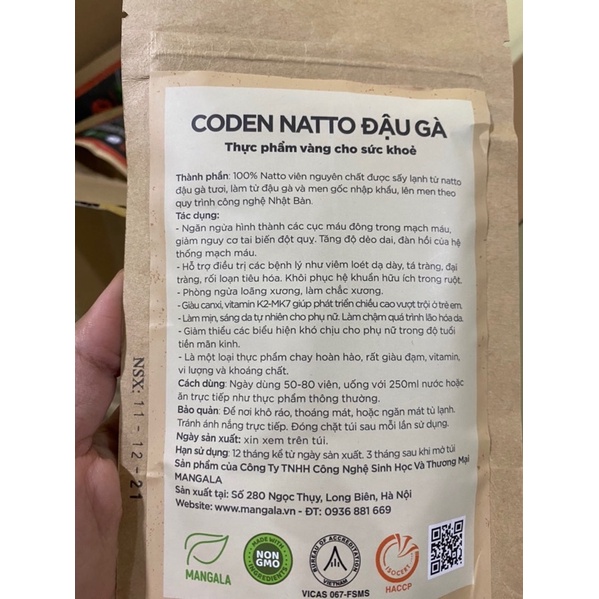 CODEN NATTO ĐẬU GÀ
Thực phẩm vàng cho sức khoẻ
Thành phần: 100% Natto viên nguyên chất được sấy lạnh từ natto
đậu gà tươi, làm từ đậu gà và men gốc nhập khẩu, lên men theo
quy trình công nghệ Nhật Bản.
Tác dụng:
- Ngăn ngừa hình thành các cục máu đông trong mạch máu,
giảm nguy cơ tai biến đột quỵ. Tăng độ dẻo dai, đàn hồi của hệ
thống mạch máu.
- Hỗ trợ điều trị các bệnh lý như viêm loét dạ dày, tá tràng, đại
tràng, rối loạn tiêu hóa. Khôi phục hệ khuẩn hữu ích trong ruột.
- Phòng ngừa loãng xương, làm chắc xương.
- Giàu canxi, vitamin K2-MK7 giúp phát triển chiều cao vượt trội ở trẻ em.
- Làm mịn, sáng da tự nhiên cho phụ nữ. Làm chậm quá trình lão hóa da.
- Giảm thiểu các biểu hiện khó chịu cho phụ nữ trong độ tuổi
tiền mãn kinh.
- Là một loại thực phẩm chay hoàn hảo, rất giàu đạm, vitamin,
vi lượng và khoáng chất.
Cách dùng: Ngày dùng 50-80 viên, uống với 250ml nước hoặc
ăn trực tiếp như thực phẩm thông thường.
Bảo quản: Để nơi khô ráo, thoáng mát, hoặc ngăn mát tủ lạnh.
Tránh ánh nắng trực tiếp. Đóng chặt túi sau mỗi lần sử dụng.
Ngày sản xuất: xin xem trên túi.
Hạn sử dụng: 12 tháng kể từ ngày sản xuất. 3 tháng sau khi mở túi
Sản phẩm của Công Ty TNHH Công Nghệ Sinh Học Và Thương Mại
MANGALA
Sản xuất tại: Số 280 Ngọc Thụy, Long Biên, Hà Nội
Website: www.mangala.vn - ĐT: 0936 881 669
NSX: 11-12-21
MANGALA
MADE WITH
NON
GMO
INGREDIENTS
BUREAU OF ACCREDITATION
VIETNAM
VICAS 067-FSMS
ISOCERT
HACCP